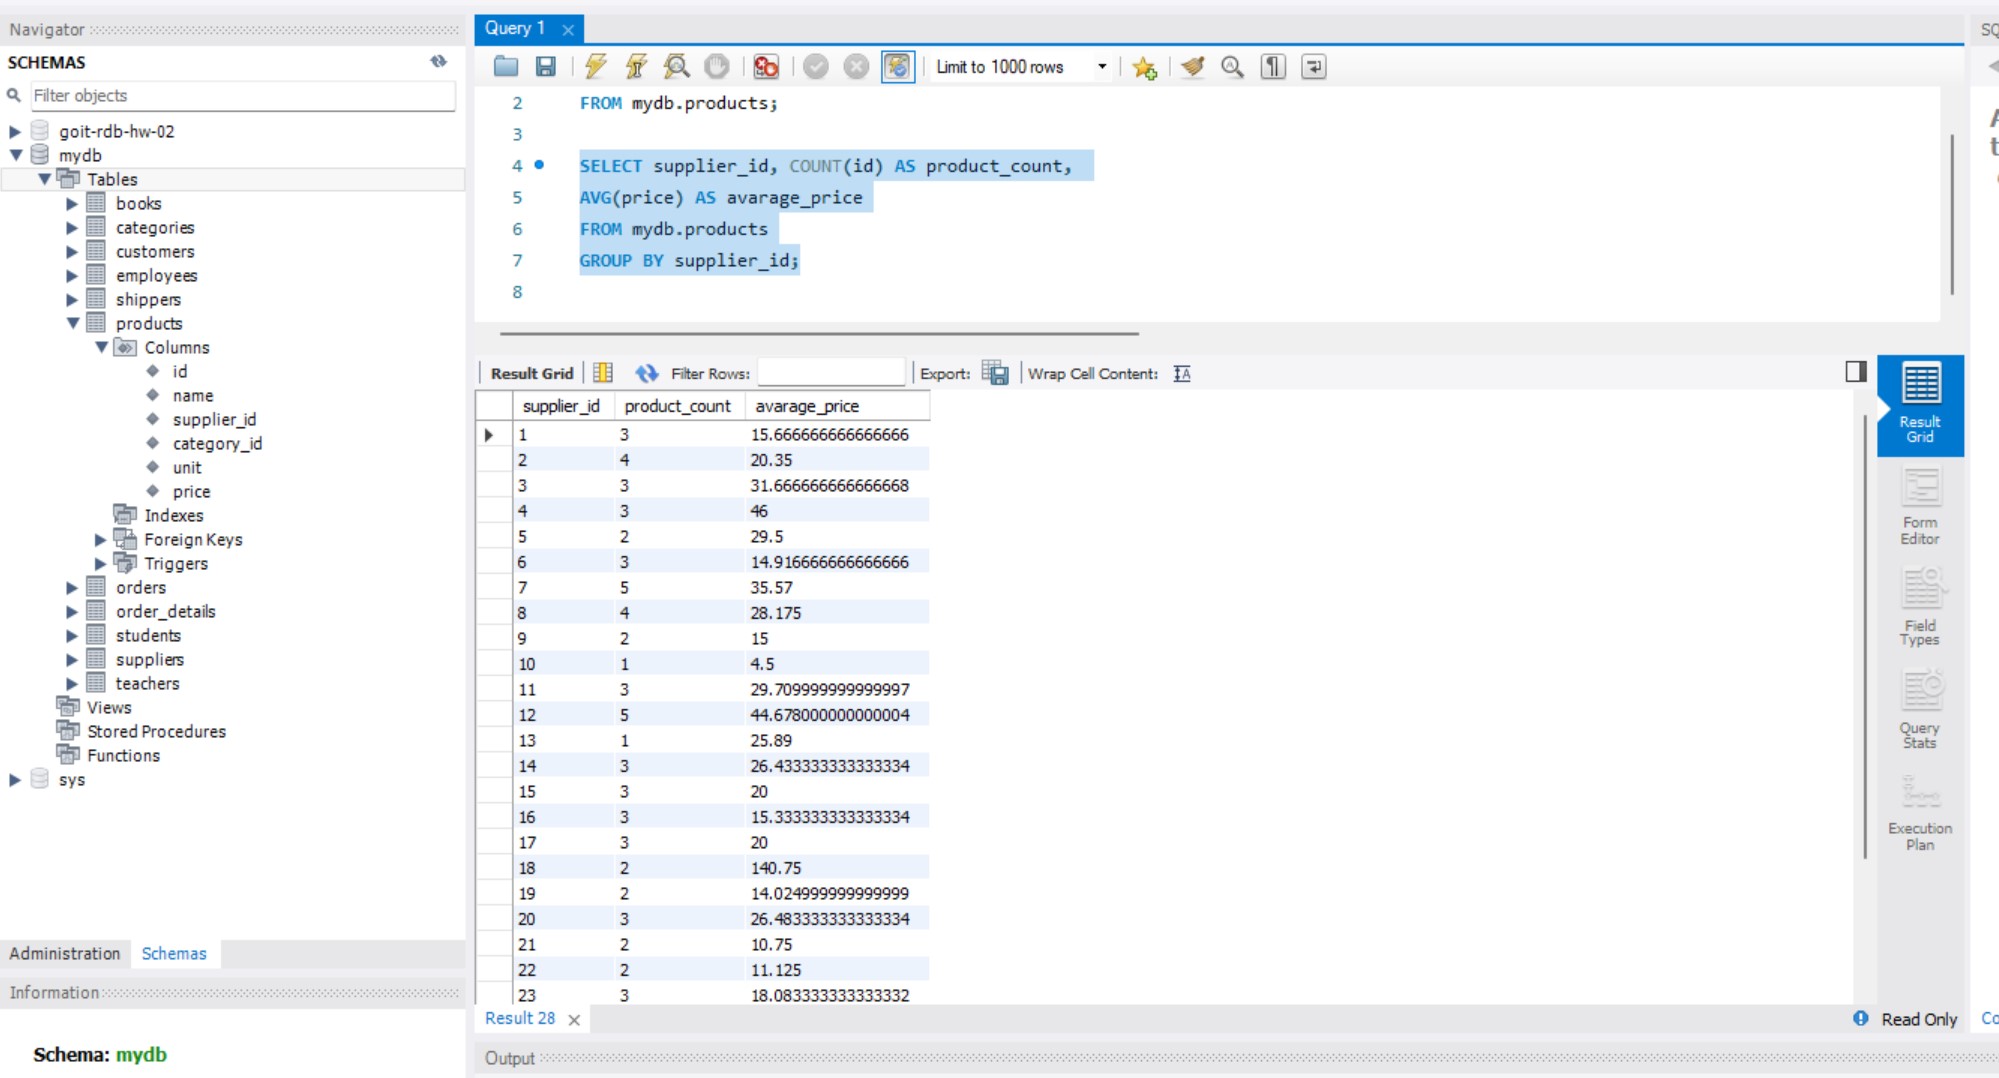 Navigator
SCHEMAS
Filter objects
goit-rdb-hw-02
mydb
Tables
books
categories
customers
employees
shippers
products
Columns
id
name
supplier_id
category_id
unit
price
Indexes
Foreign Keys
Triggers
orders
order_details
students
suppliers
teachers
Views
Stored Procedures
Functions
sys
Administration Schemas
Information
Schema: mydb
Query 1
Limit to 1000 rows
2 FROM mydb.products;
3
4 SELECT supplier_id, COUNT(id) AS product_count,
5 AVG(price) AS avarage_price
6 FROM mydb.products
7 GROUP BY supplier_id;
8
Result Grid Filter Rows: Export: Wrap Cell Content:
supplier_id product_count avarage_price
1 3 15.666666666666666
2 4 20.35
3 3 31.666666666666668
4 3 46
5 2 29.5
6 3 14.916666666666666
7 5 35.57
8 4 28.175
9 2 15
10 1 4.5
11 3 29.709999999999997
12 5 44.678000000000004
13 1 25.89
14 3 26.433333333333334
15 3 20
16 3 15.333333333333334
17 3 20
18 2 140.75
19 2 14.024999999999999
20 3 26.483333333333334
21 2 10.75
22 2 11.125
23 3 18.083333333333332
Result 28
Read Only
Output
Result
Grid
Form
Editor
Field
Types
Query
Stats
Execution
Plan